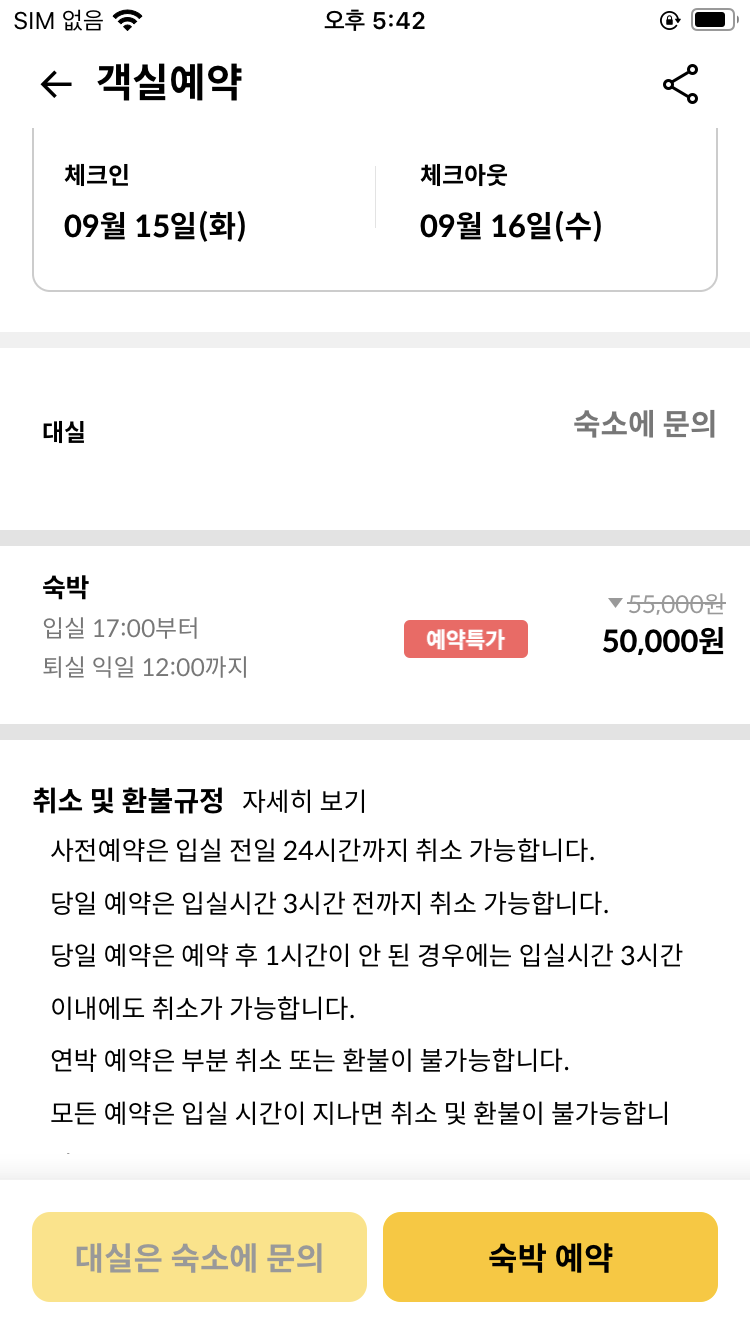 SIM 없음 오후 5:42
객실예약
체크인 체크아웃
09월 15일(화) 09월 16일(수)
대실 숙소에 문의
숙박
입실 17:00부터
퇴실 익일 12:00까지
예약특가
▼55,000원
50,000원
취소 및 환불규정 자세히 보기
사전예약은 입실 전일 24시간까지 취소 가능합니다.
당일 예약은 입실시간 3시간 전까지 취소 가능합니다.
당일 예약은 예약 후 1시간이 안 된 경우에는 입실시간 3시간
이내에도 취소가 가능합니다.
연박 예약은 부분 취소 또는 환불이 불가능합니다.
모든 예약은 입실 시간이 지나면 취소 및 환불이 불가능합니
대실은 숙소에 문의 숙박 예약